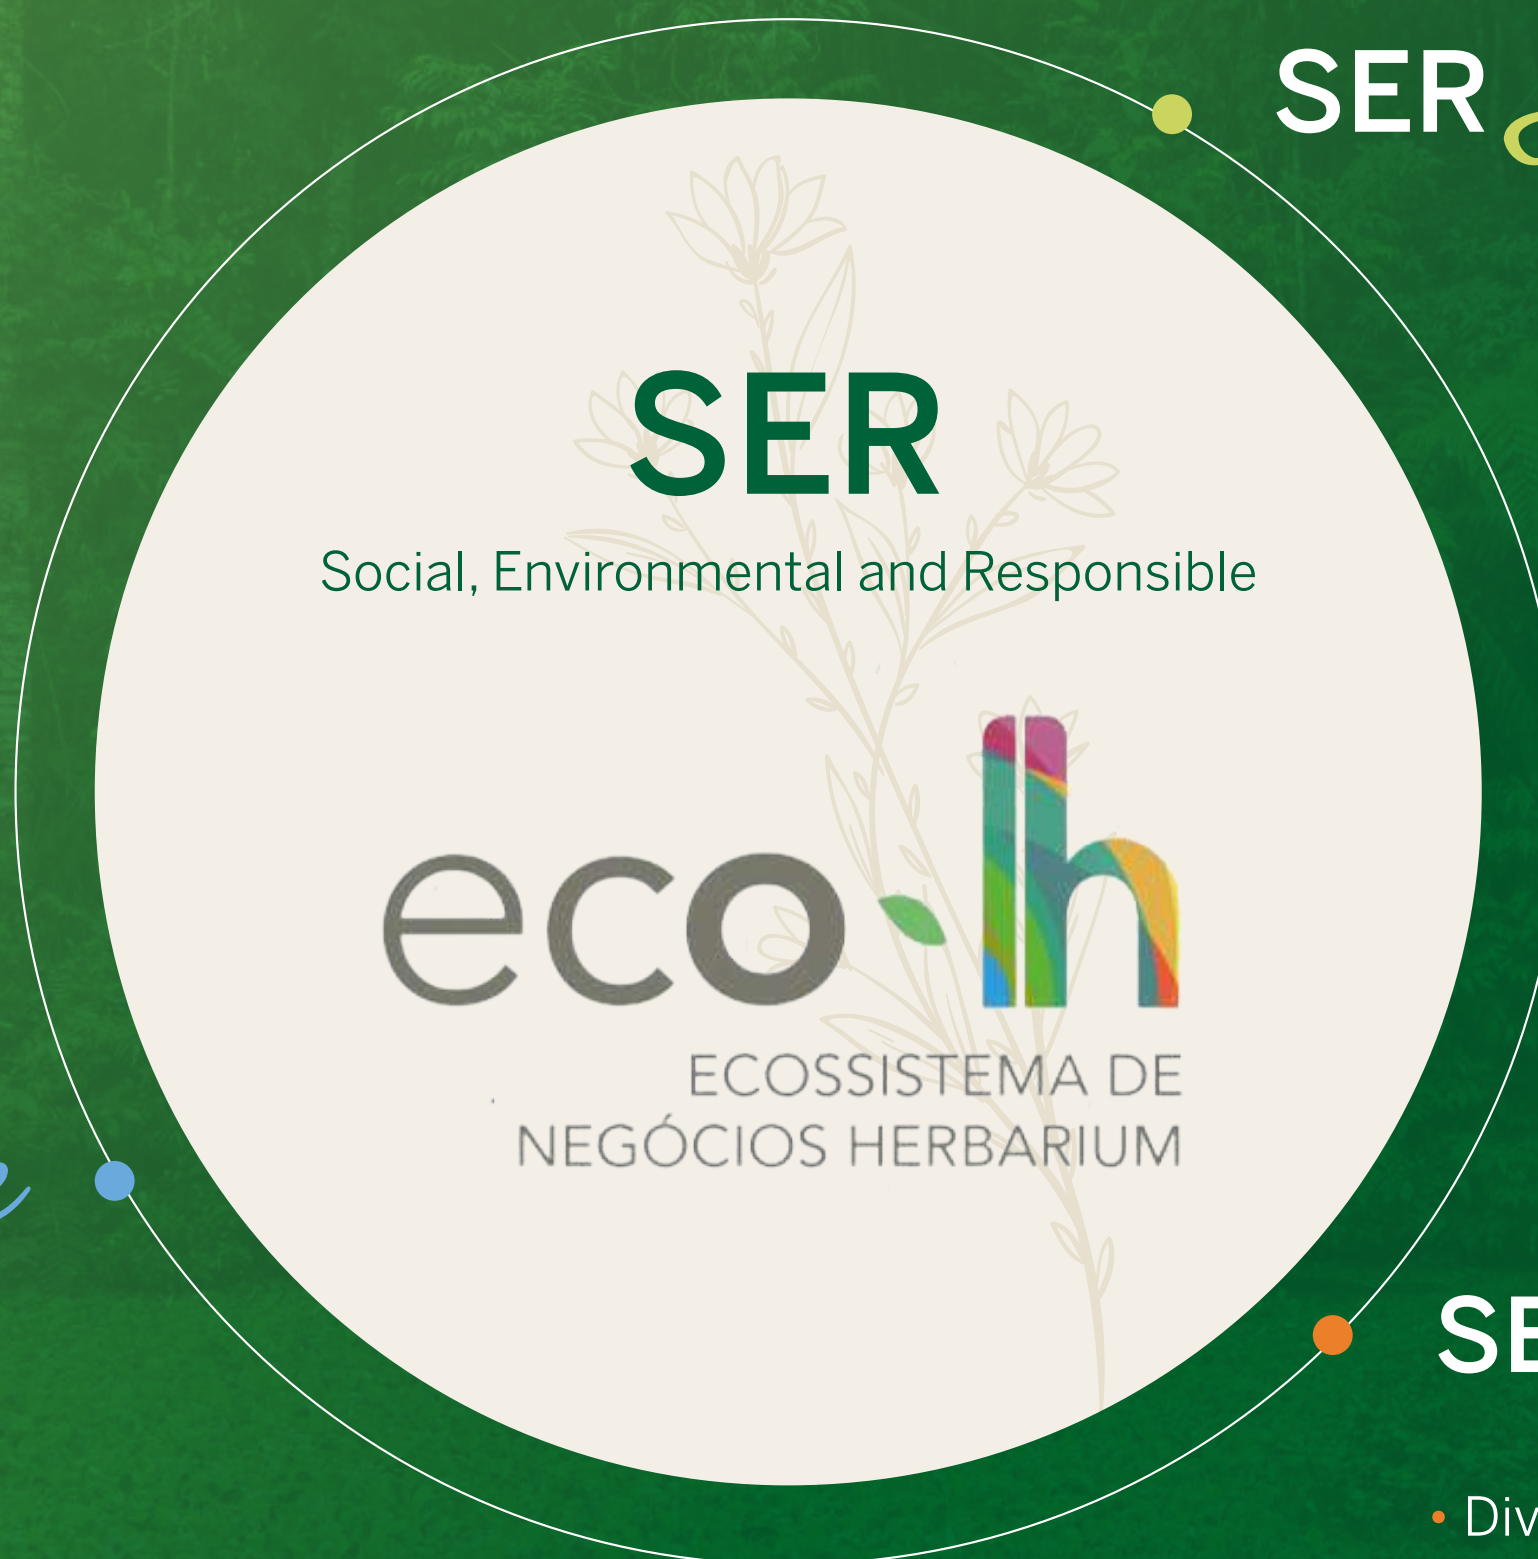 SER
SER
Social, Environmental and Responsible
eco h
ECOSSISTEMA DE
NEGÓCIOS HERBARIUM